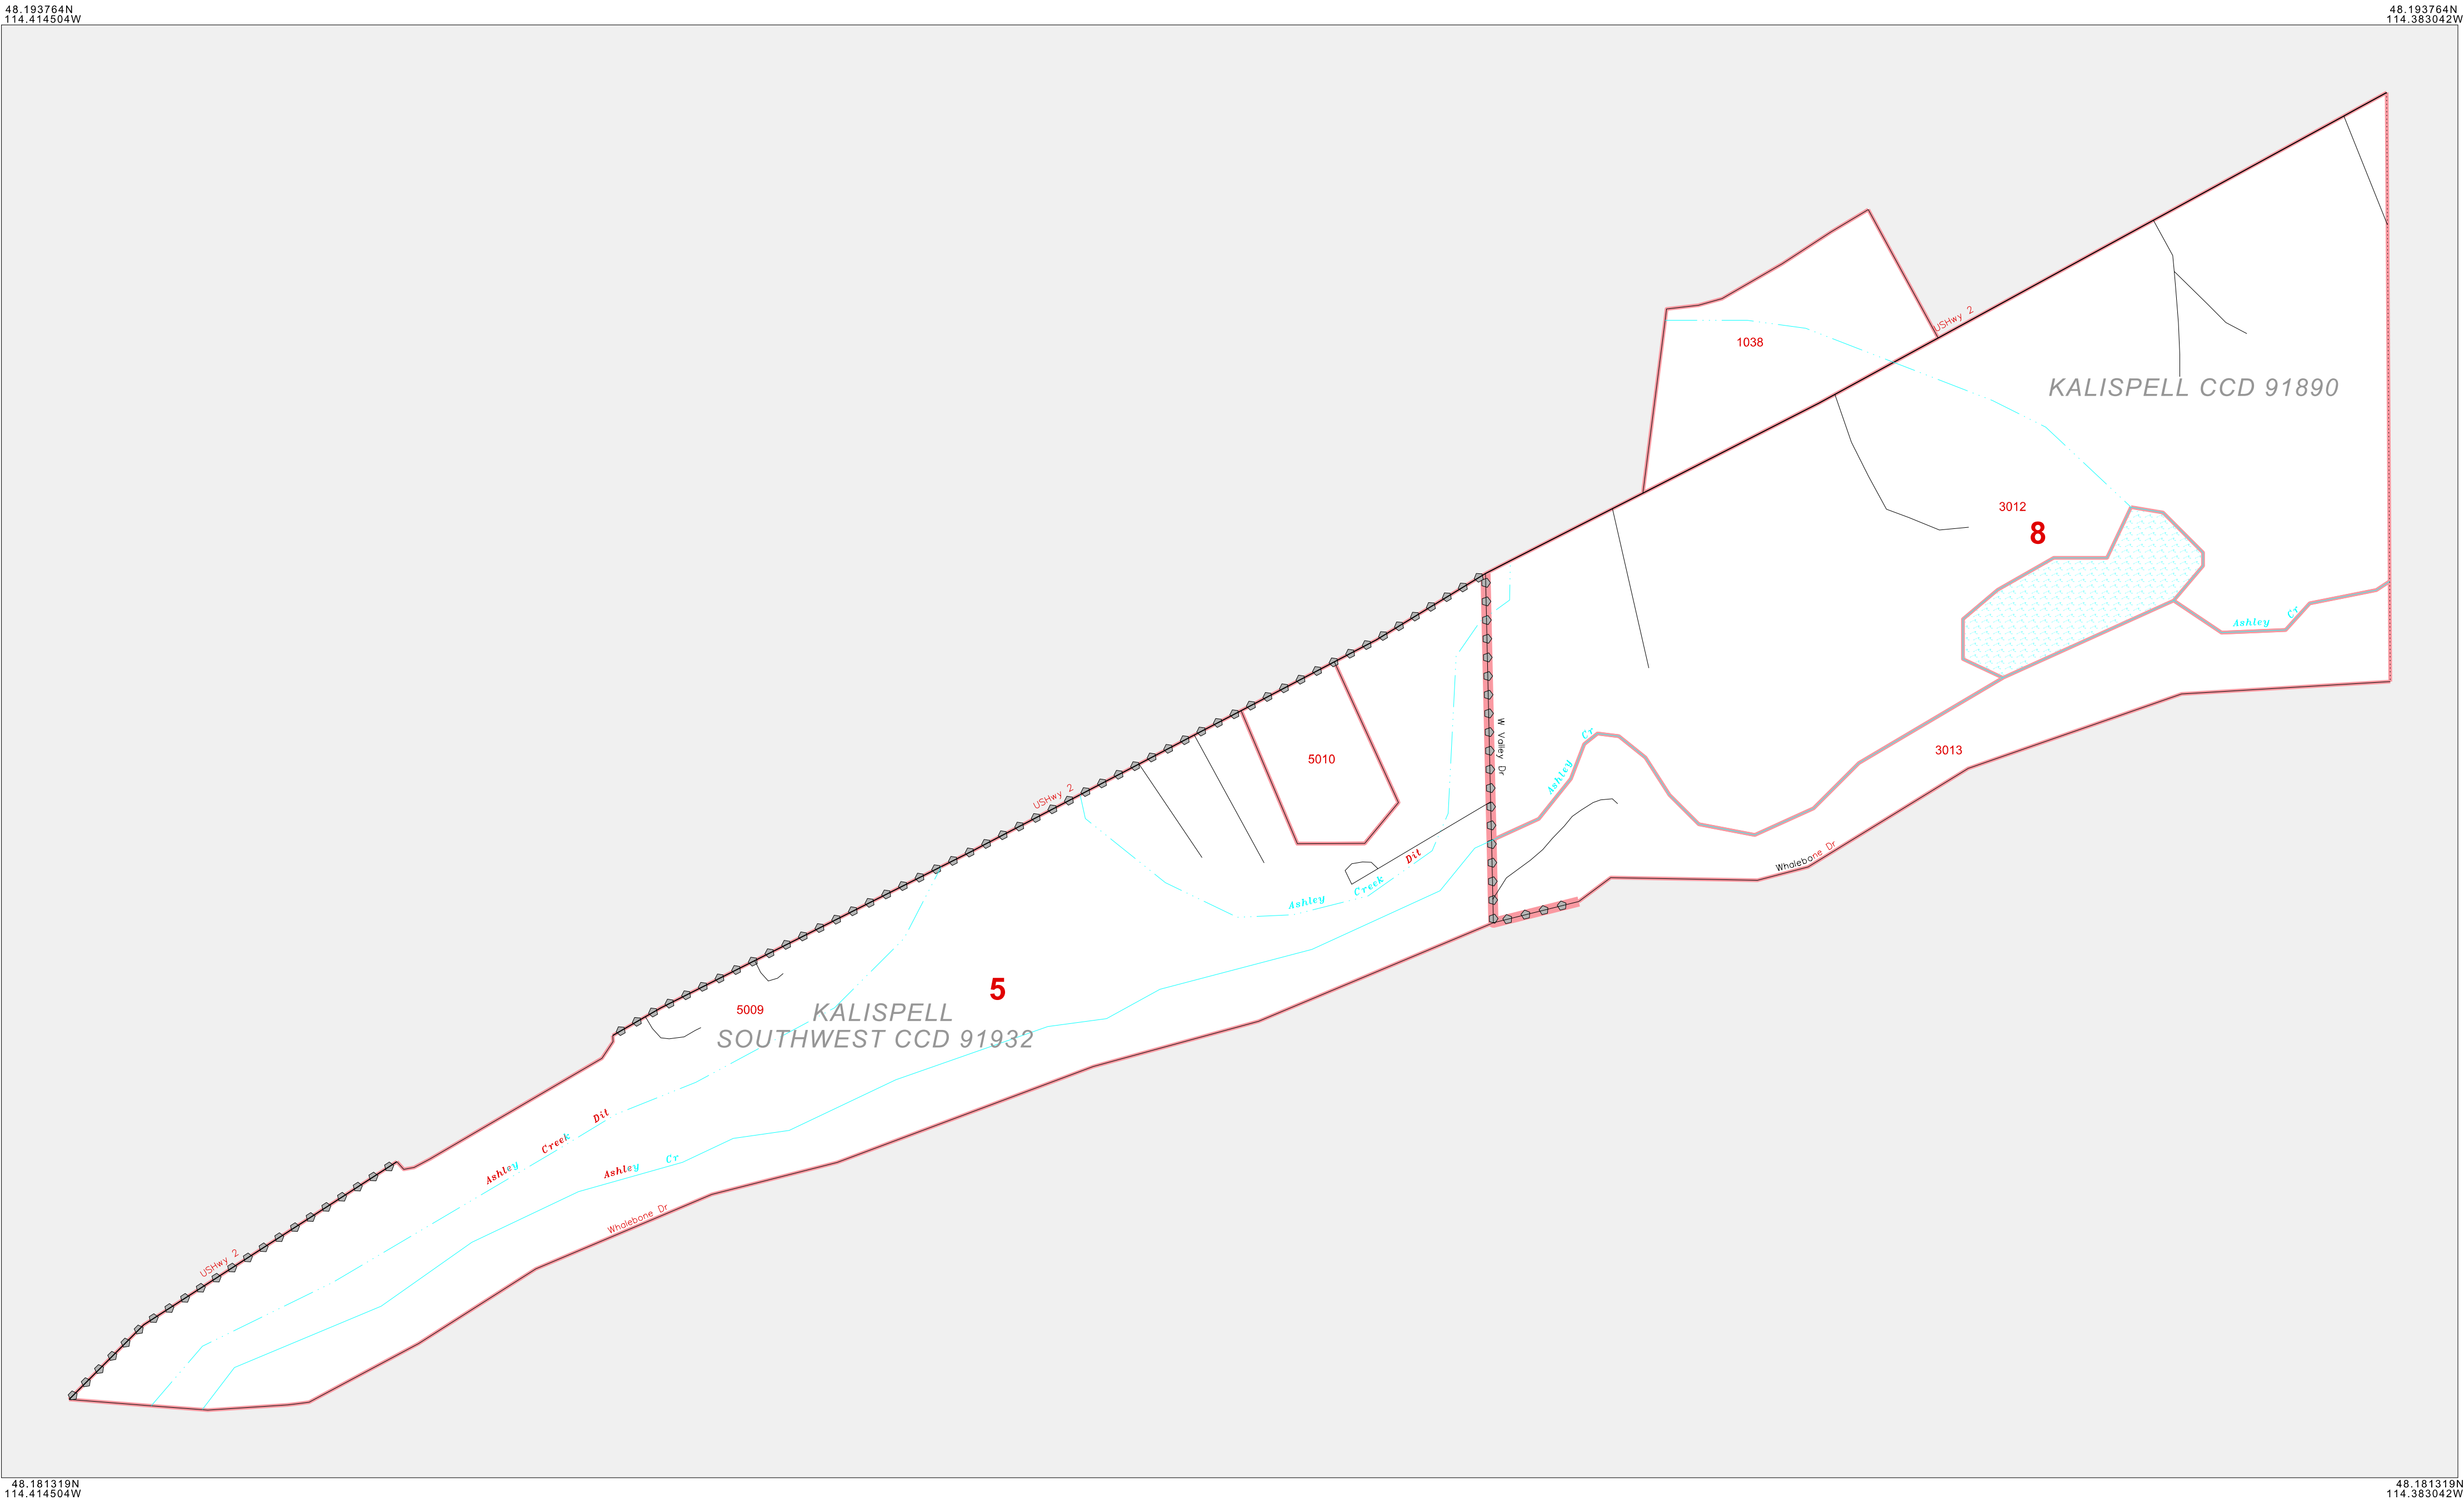 48.193764N
114.414504W
48.193764N
114.383042W
USHwy 2
1038
KALISPELL CCD 91890
3012
8
Ashley Cr
W Valley Dr
Ashley Cr
3013
5010
USHwy 2
Ashley Creek Dit
Whalebone Dr
5
5009
KALISPELL
SOUTHWEST CCD 91932
Ashley Creek Dit
Ashley Cr
Whalebone Dr
USHwy 2
48.181319N
114.414504W
48.181319N
114.383042W